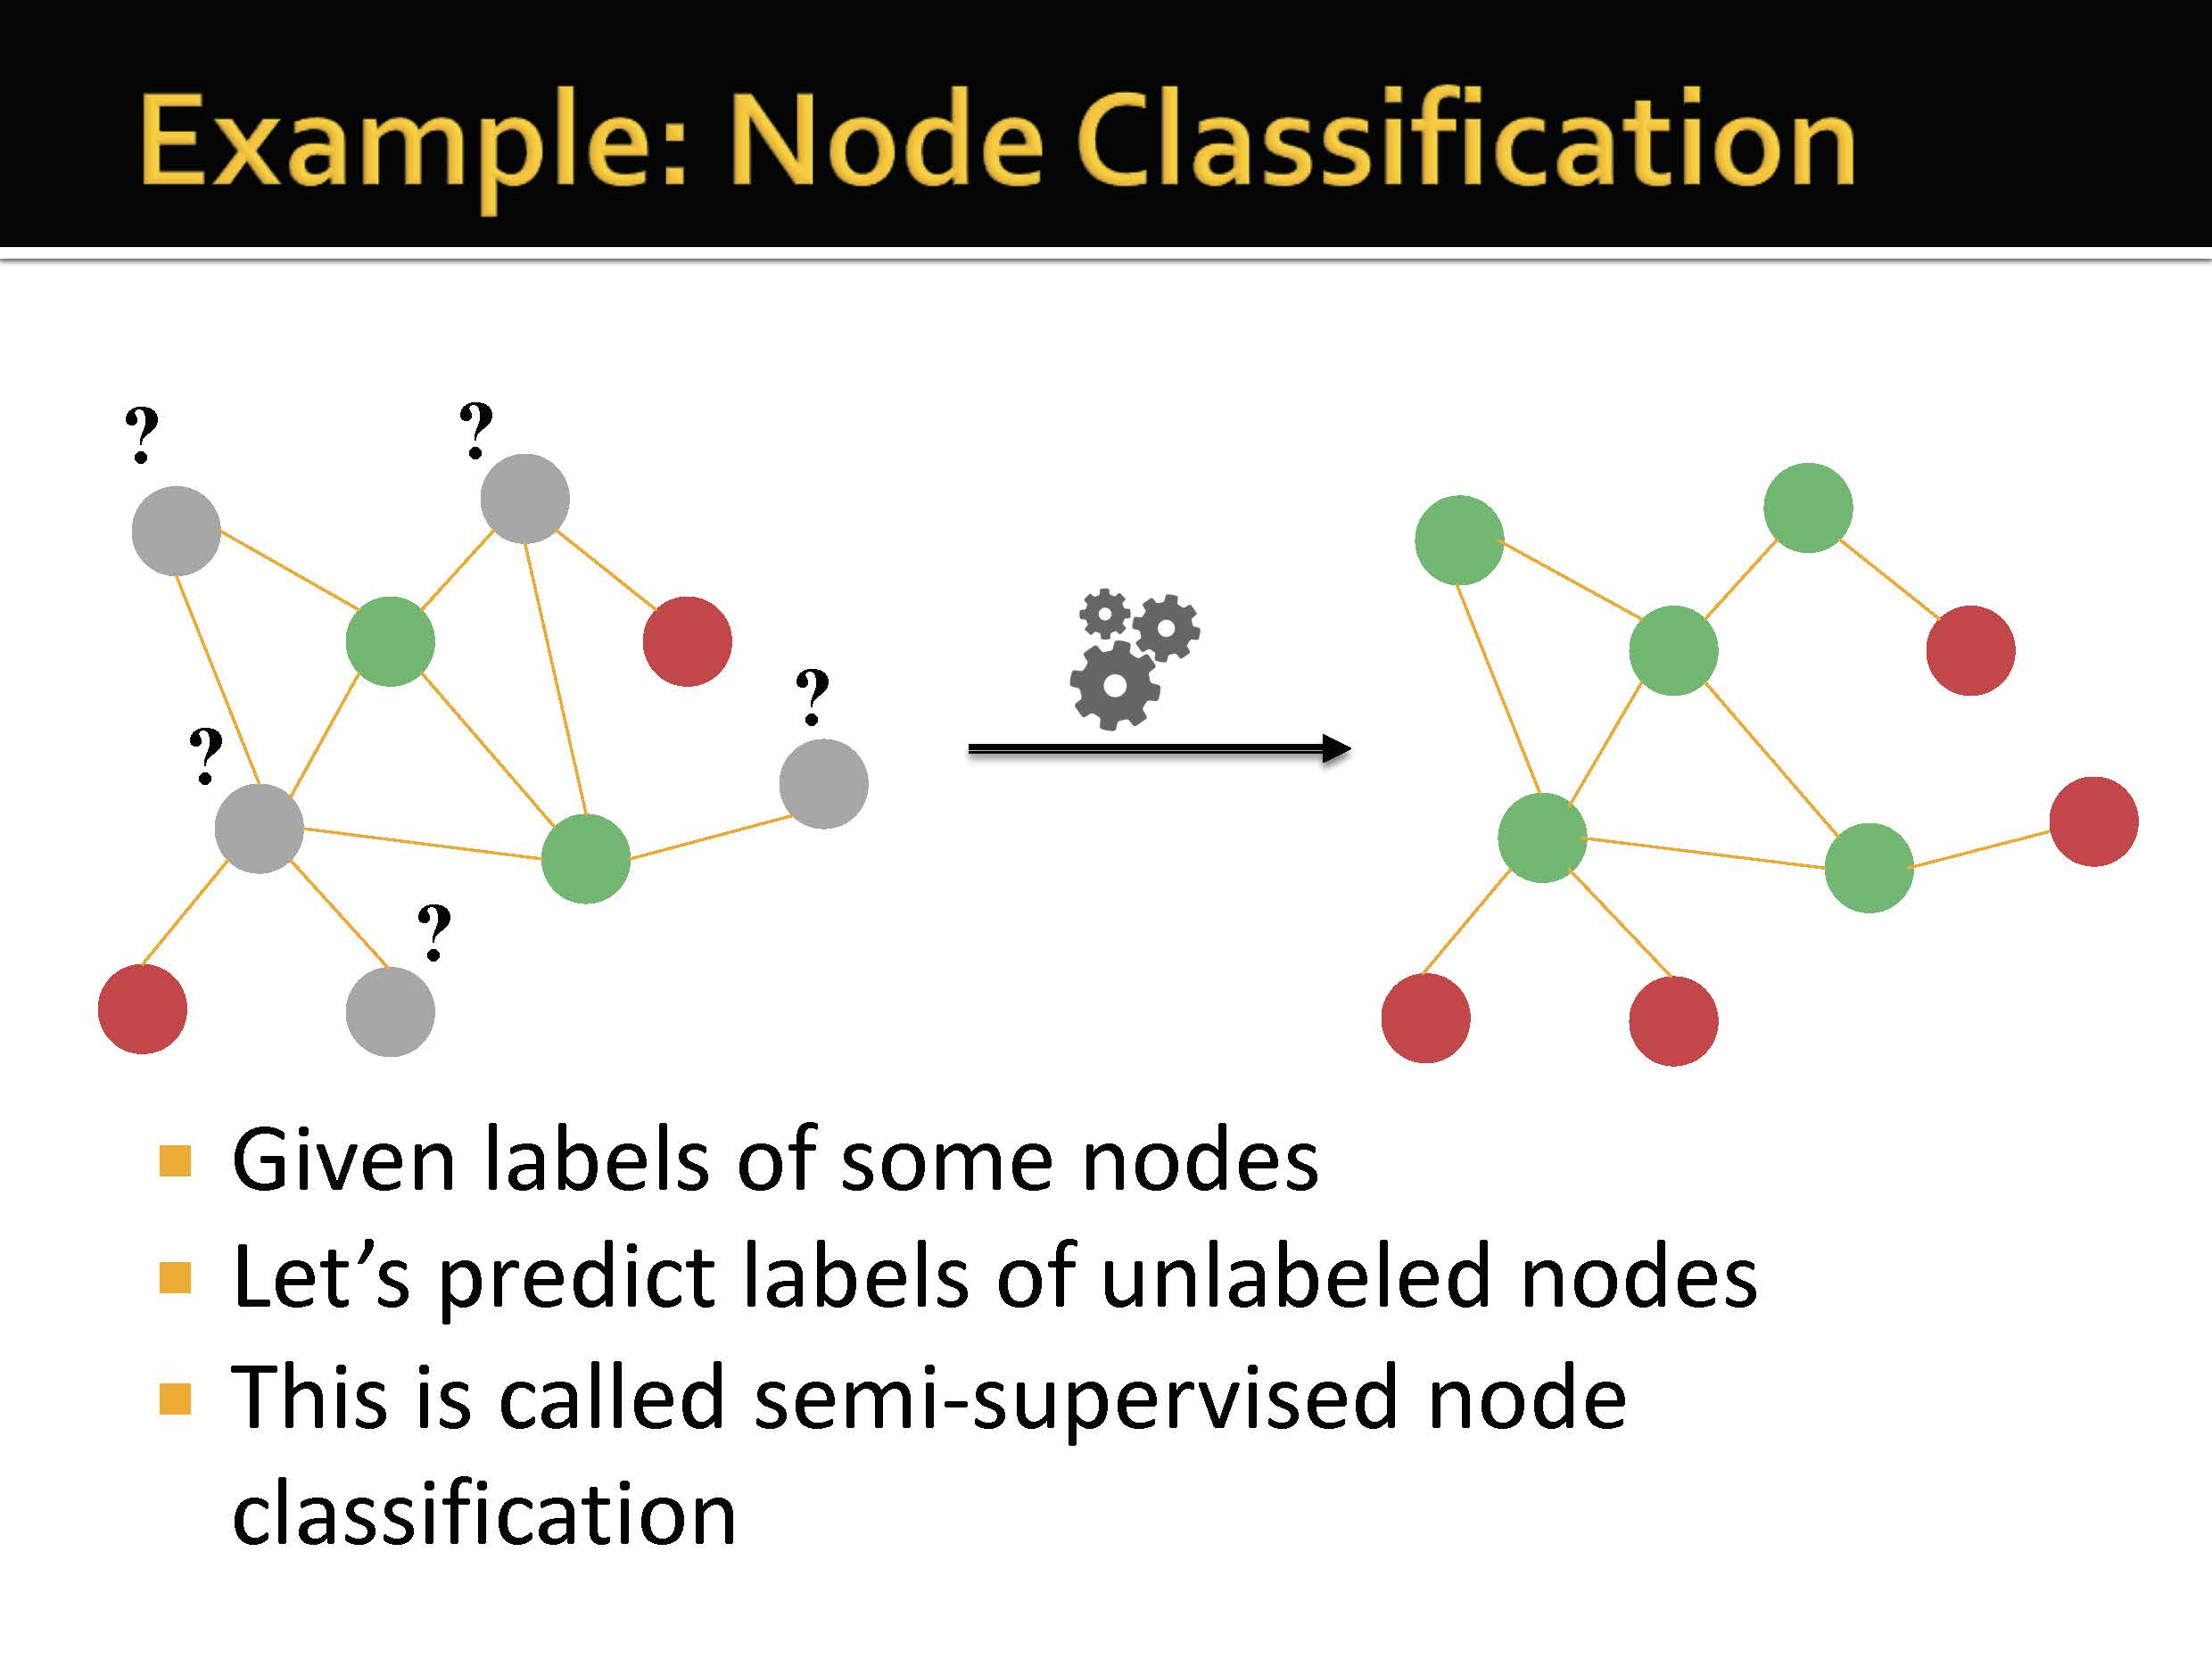 Example: Node Classification
? ?
?
?
?
Given labels of some nodes
Let’s predict labels of unlabeled nodes
This is called semi-supervised node
classification